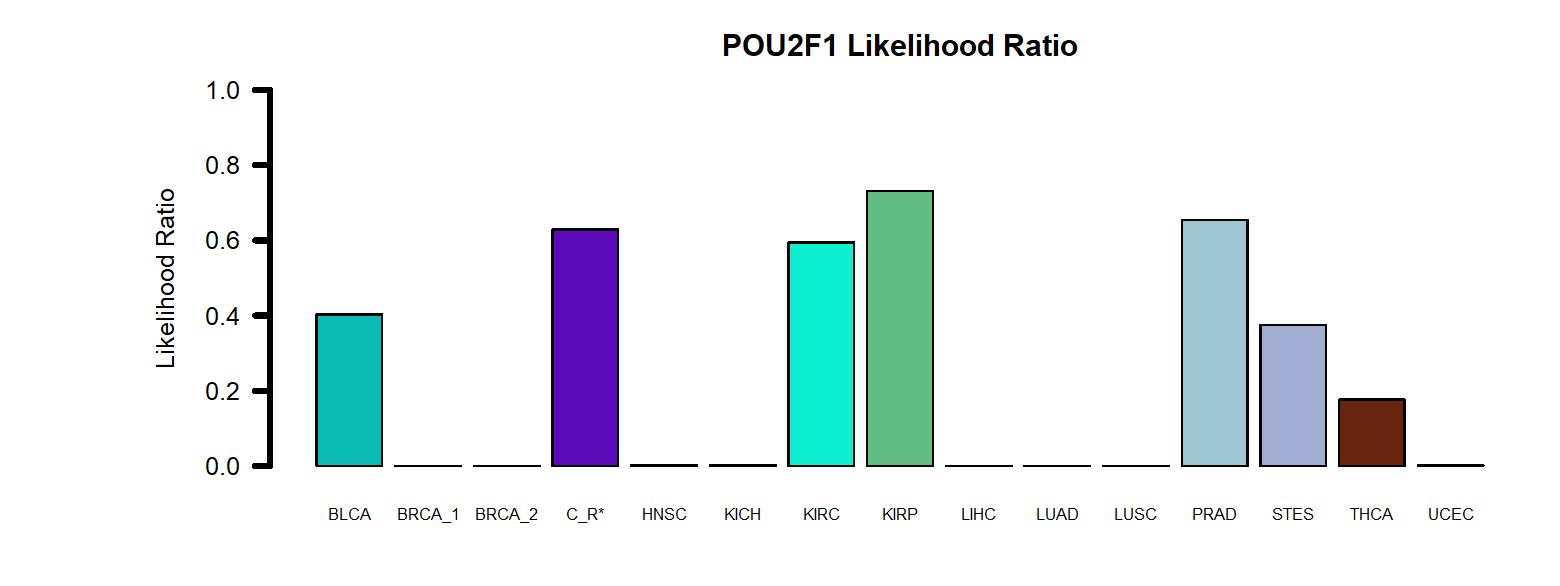 POU2F1 Likelihood Ratio
Likelihood Ratio
1.0
0.8
0.6
0.4
0.2
0.0
BLCA BRCA_1 BRCA_2 C_R* HNSC KICH KIRC KIRP LIHC LUAD LUSC PRAD STES THCA UCEC